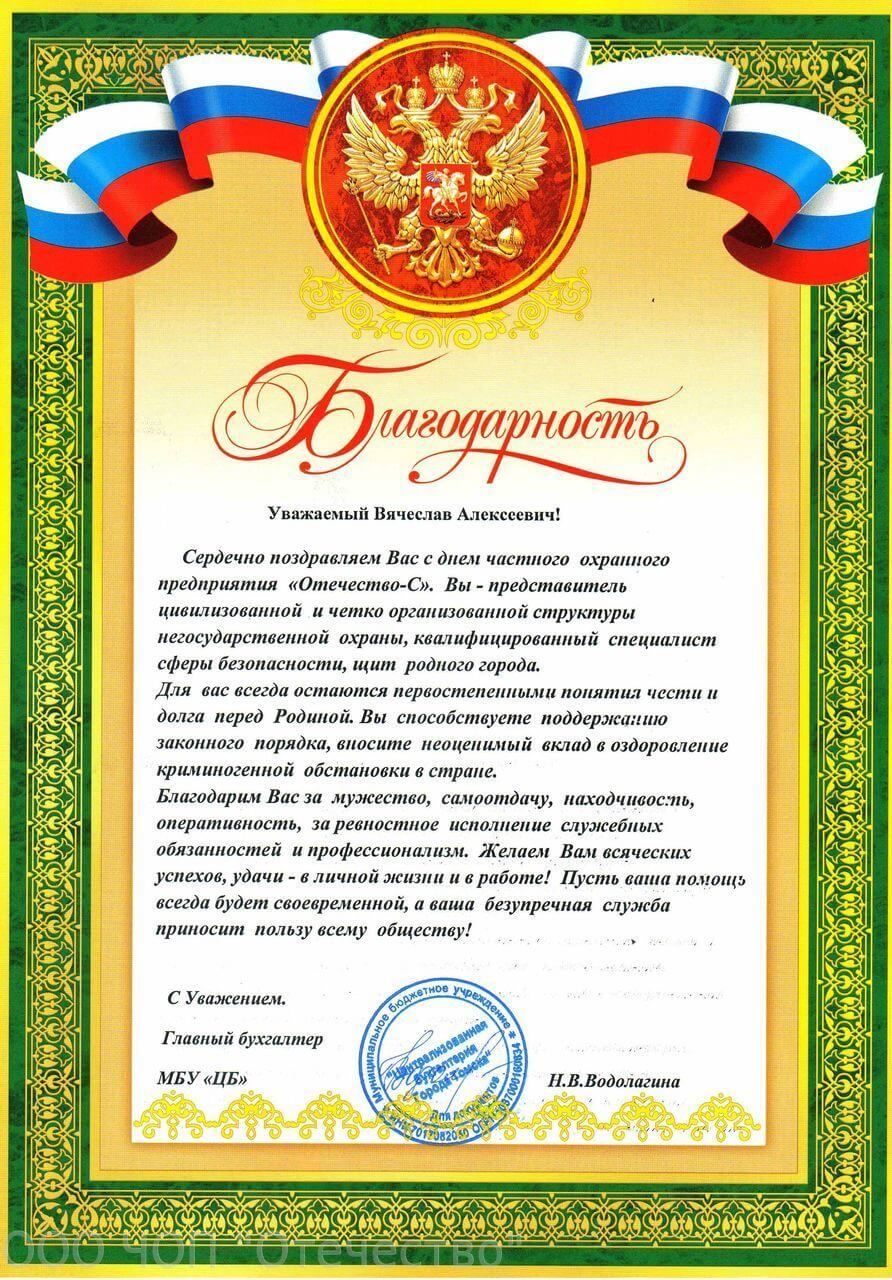 Благодарность
Уважаемый Вячеслав Алексеевич!
Сердечно поздравляем Вас с днем частного охранного
предприятия «Отечество-С». Вы - представитель
цивилизованной и четко организованной структуры
негосударственной охраны, квалифицированный специалист
сферы безопасности, щит родного города.
Для вас всегда остаются первостепенными понятия чести и
долга перед Родиной. Вы способствуете поддержанию
законного порядка, вносите неоценимый вклад в оздоровление
криминогенной обстановки в стране.
Благодарим Вас за мужество, самоотдачу, находчивость,
оперативность, за ревностное исполнение служебных
обязанностей и профессионализм. Желаем Вам всяческих
успехов, удачи - в личной жизни и в работе! Пусть ваша помощь
всегда будет своевременной, а ваша безупречная служба
приносит пользу всему обществу!
С Уважением.
Главный бухгалтер
МБУ «ЦБ»
Муниципальное бюджетное учреждение
"Централизованная
бухгалтерия
Города Томска"
Для документов
Н.В.Водолагина
ООО ЧОП "Отечество"